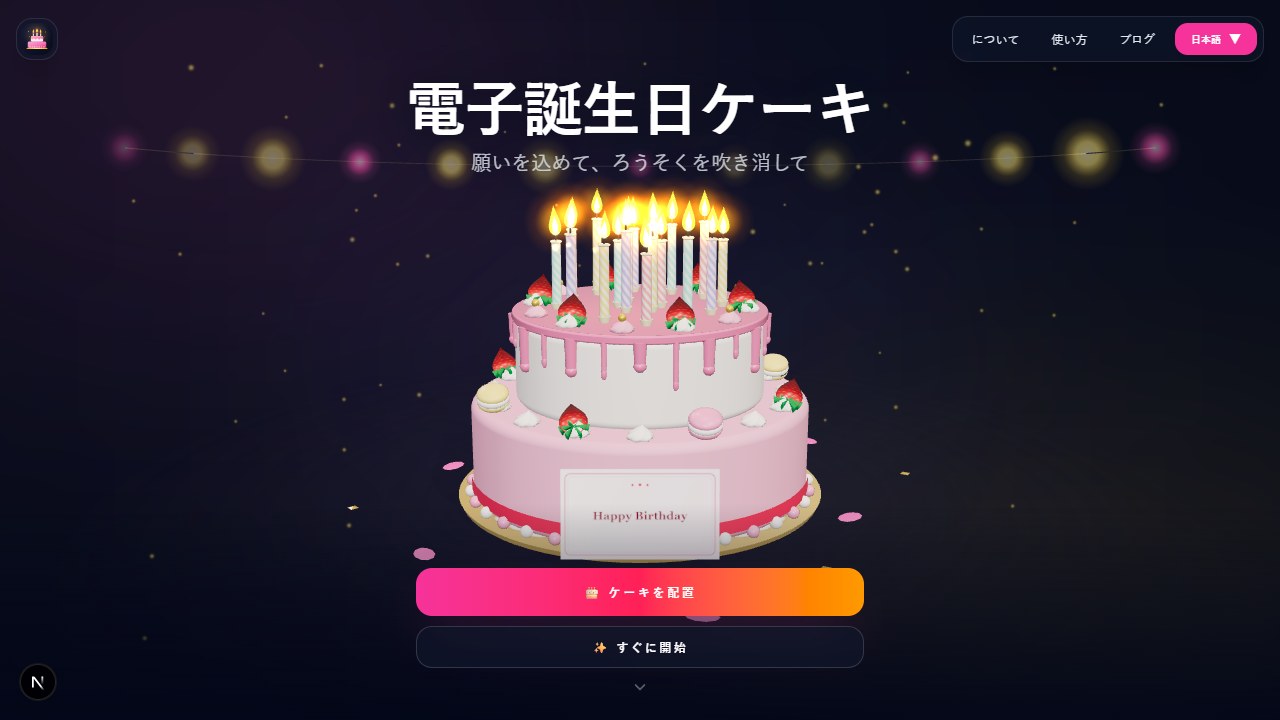 について 使い方 ブログ 日本語 ▼
電子誕生日ケーキ
願いを込めて、ろうそくを吹き消して
Happy Birthday
ケーキを配置
すぐに開始
N